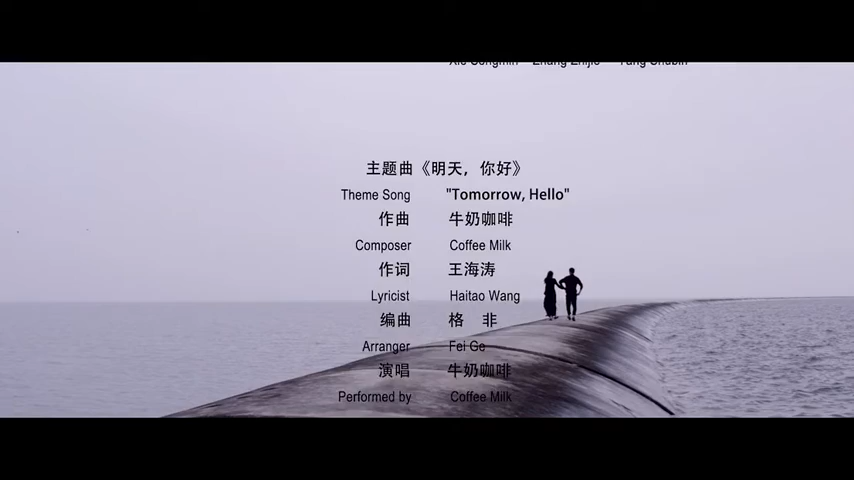 主题曲《明天，你好》
Theme Song "Tomorrow, Hello"
作曲 牛奶咖啡
Composer Coffee Milk
作词 王海涛
Lyricist Haitao Wang
编曲 格 非
Arranger Fei Ge
演唱 牛奶咖啡
Performed by Coffee Milk